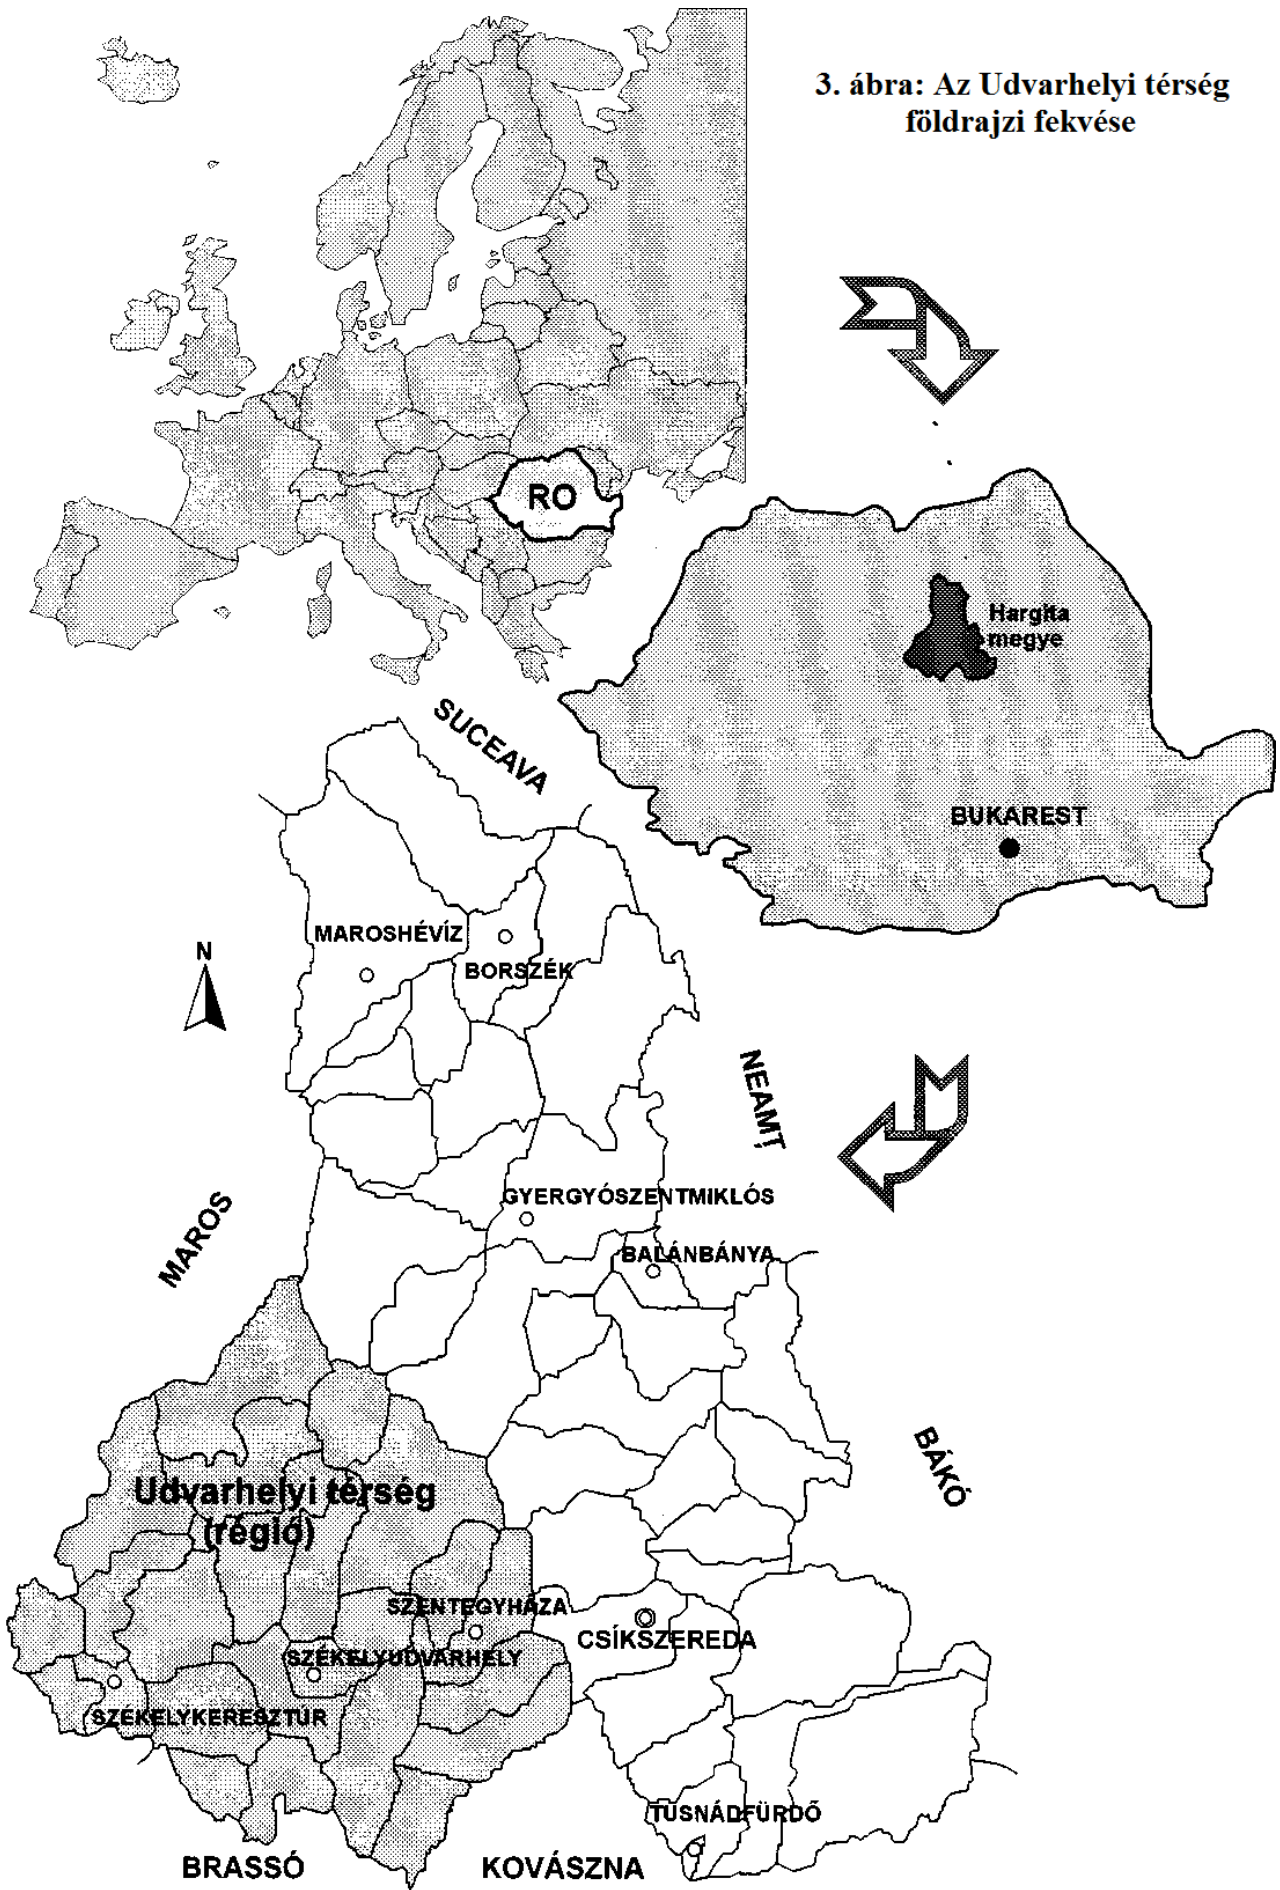 3. ábra: Az Udvarhelyi térség
földrajzi fekvése
RO
Hargita
megye
BUKAREST
SUCEAVA
MAROSHÉVÍZ
BORSZÉK
N
NEAMȚ
MAROS
GYERGYÓSZENTMIKLÓS
BALÁNBÁNYA
BÁKÓ
Udvarhelyi térség
(régió)
SZENTEGYHÁZA
CSÍKSZEREDA
SZÉKELYUDVARHELY
SZÉKELYKERESZTÚR
TUSNÁDFÜRDŐ
BRASSÓ
KOVÁSZNA